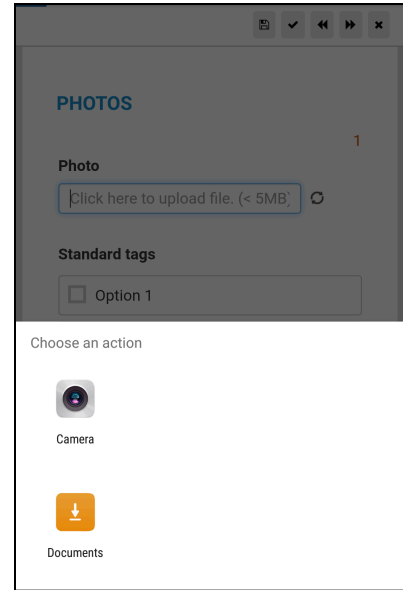 PHOTOS
1
Photo
Click here to upload file. (< 5MB)
Standard tags
Option 1
Choose an action
Camera
Documents